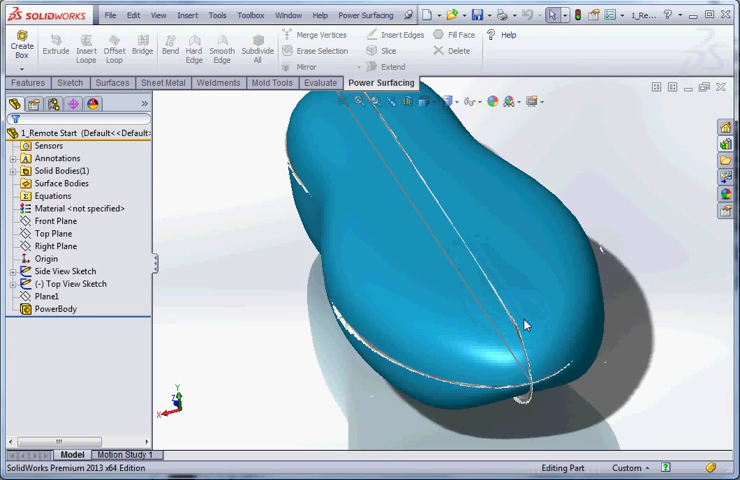 SOLIDWORKS File Edit View Insert Tools Toolbox Window Help Power Surfacing 1_Re...
Create Box
Insert Loops
Offset Loop
Bridge
Bend
Hard Edge
Smooth Edge
Subdivide All
Merge Vertices Insert Edges Fill Face Help
Erase Selection Slice Delete
Mirror Extend
Features Sketch Surfaces Sheet Metal Weldments Mold Tools Evaluate Power Surfacing
1_Remote Start (Default<<Default>
Sensors
Annotations
Solid Bodies(1)
Surface Bodies
Equations
Material <not specified>
Front Plane
Top Plane
Right Plane
Origin
Side View Sketch
(-) Top View Sketch
Plane1
PowerBody
Y
Z
X
Model Motion Study 1
SolidWorks Premium 2013 x64 Edition Editing Part Custom